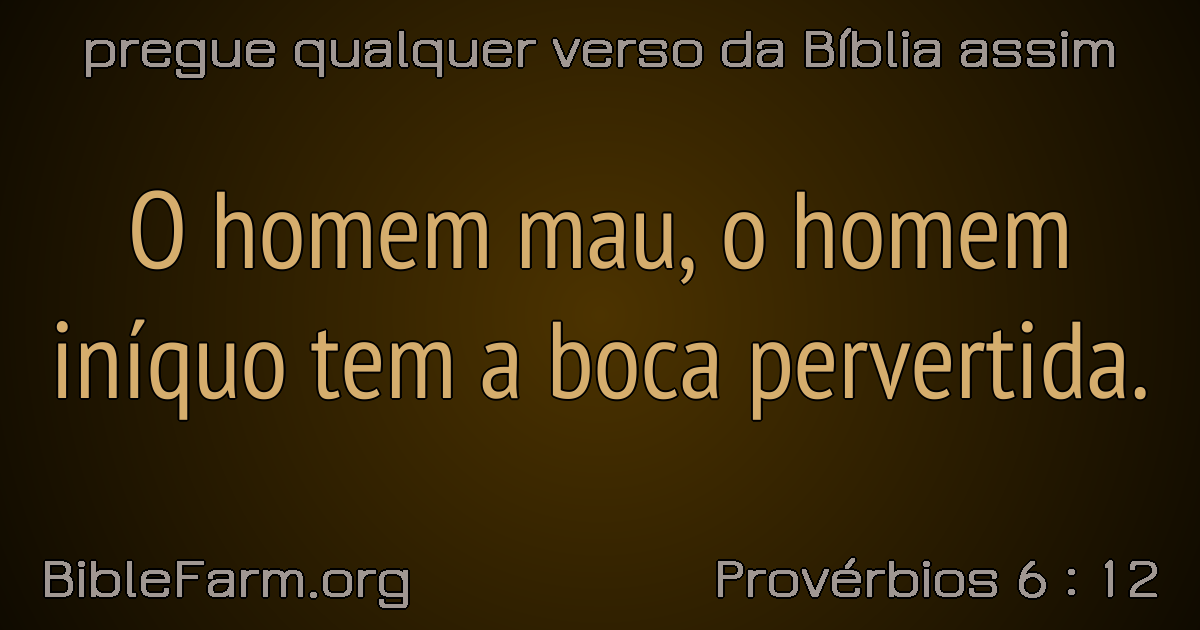 pregue qualquer verso da Bíblia assim
O homem mau, o homem
iníquo tem a boca pervertida.
BibleFarm.org
Provérbios 6 : 12